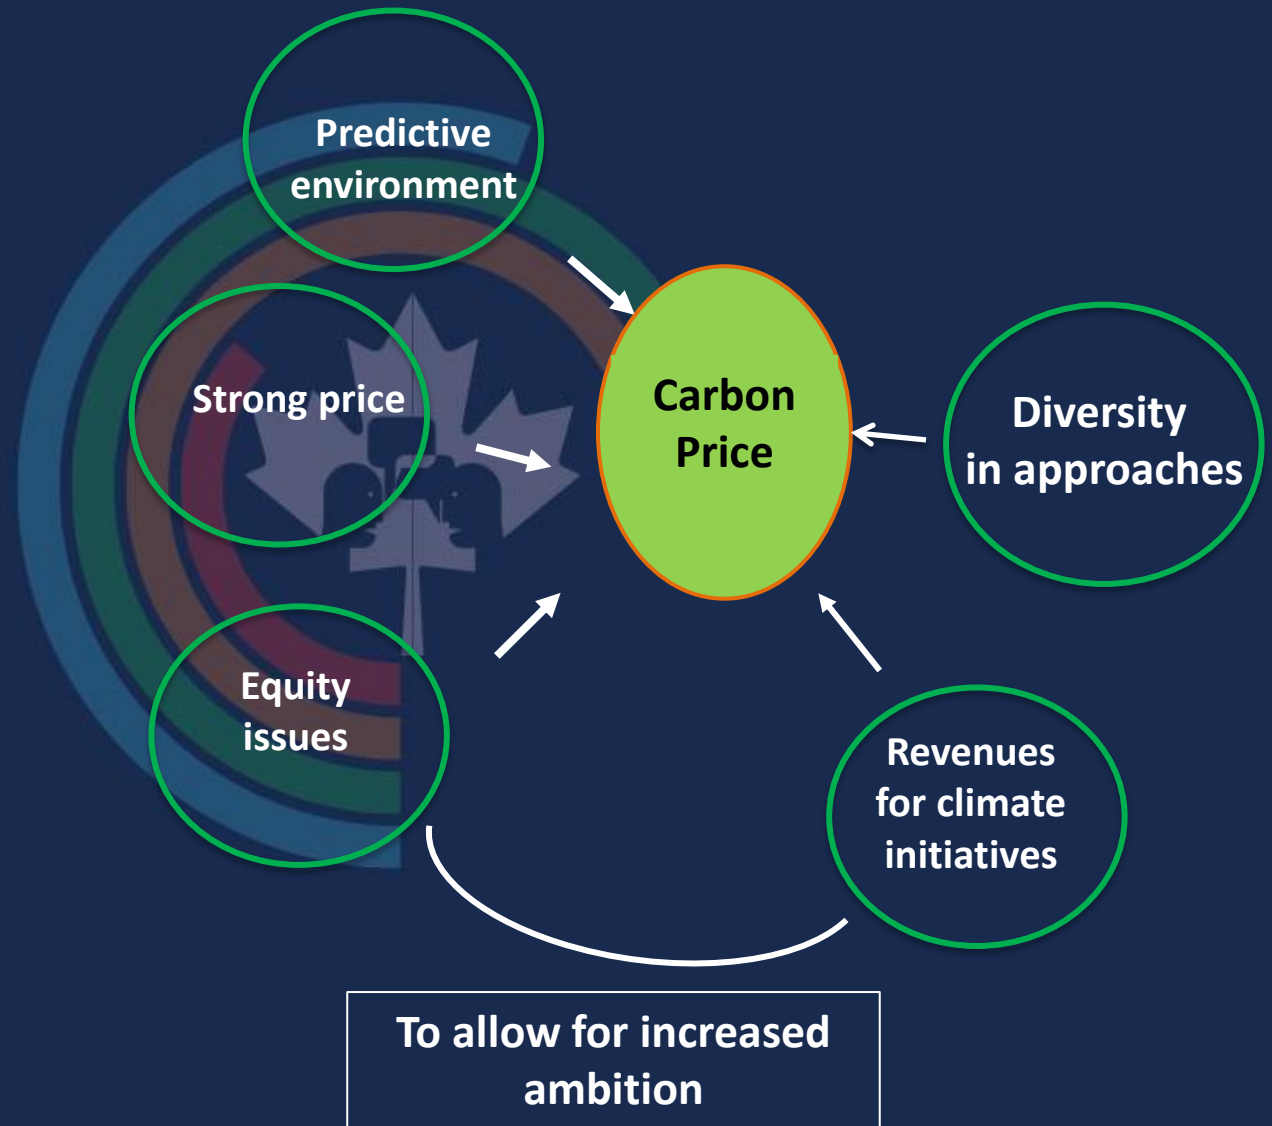 Predictive
environment
Strong price
Carbon
Price
Diversity
in approaches
Equity
issues
Revenues
for climate
initiatives
To allow for increased
ambition